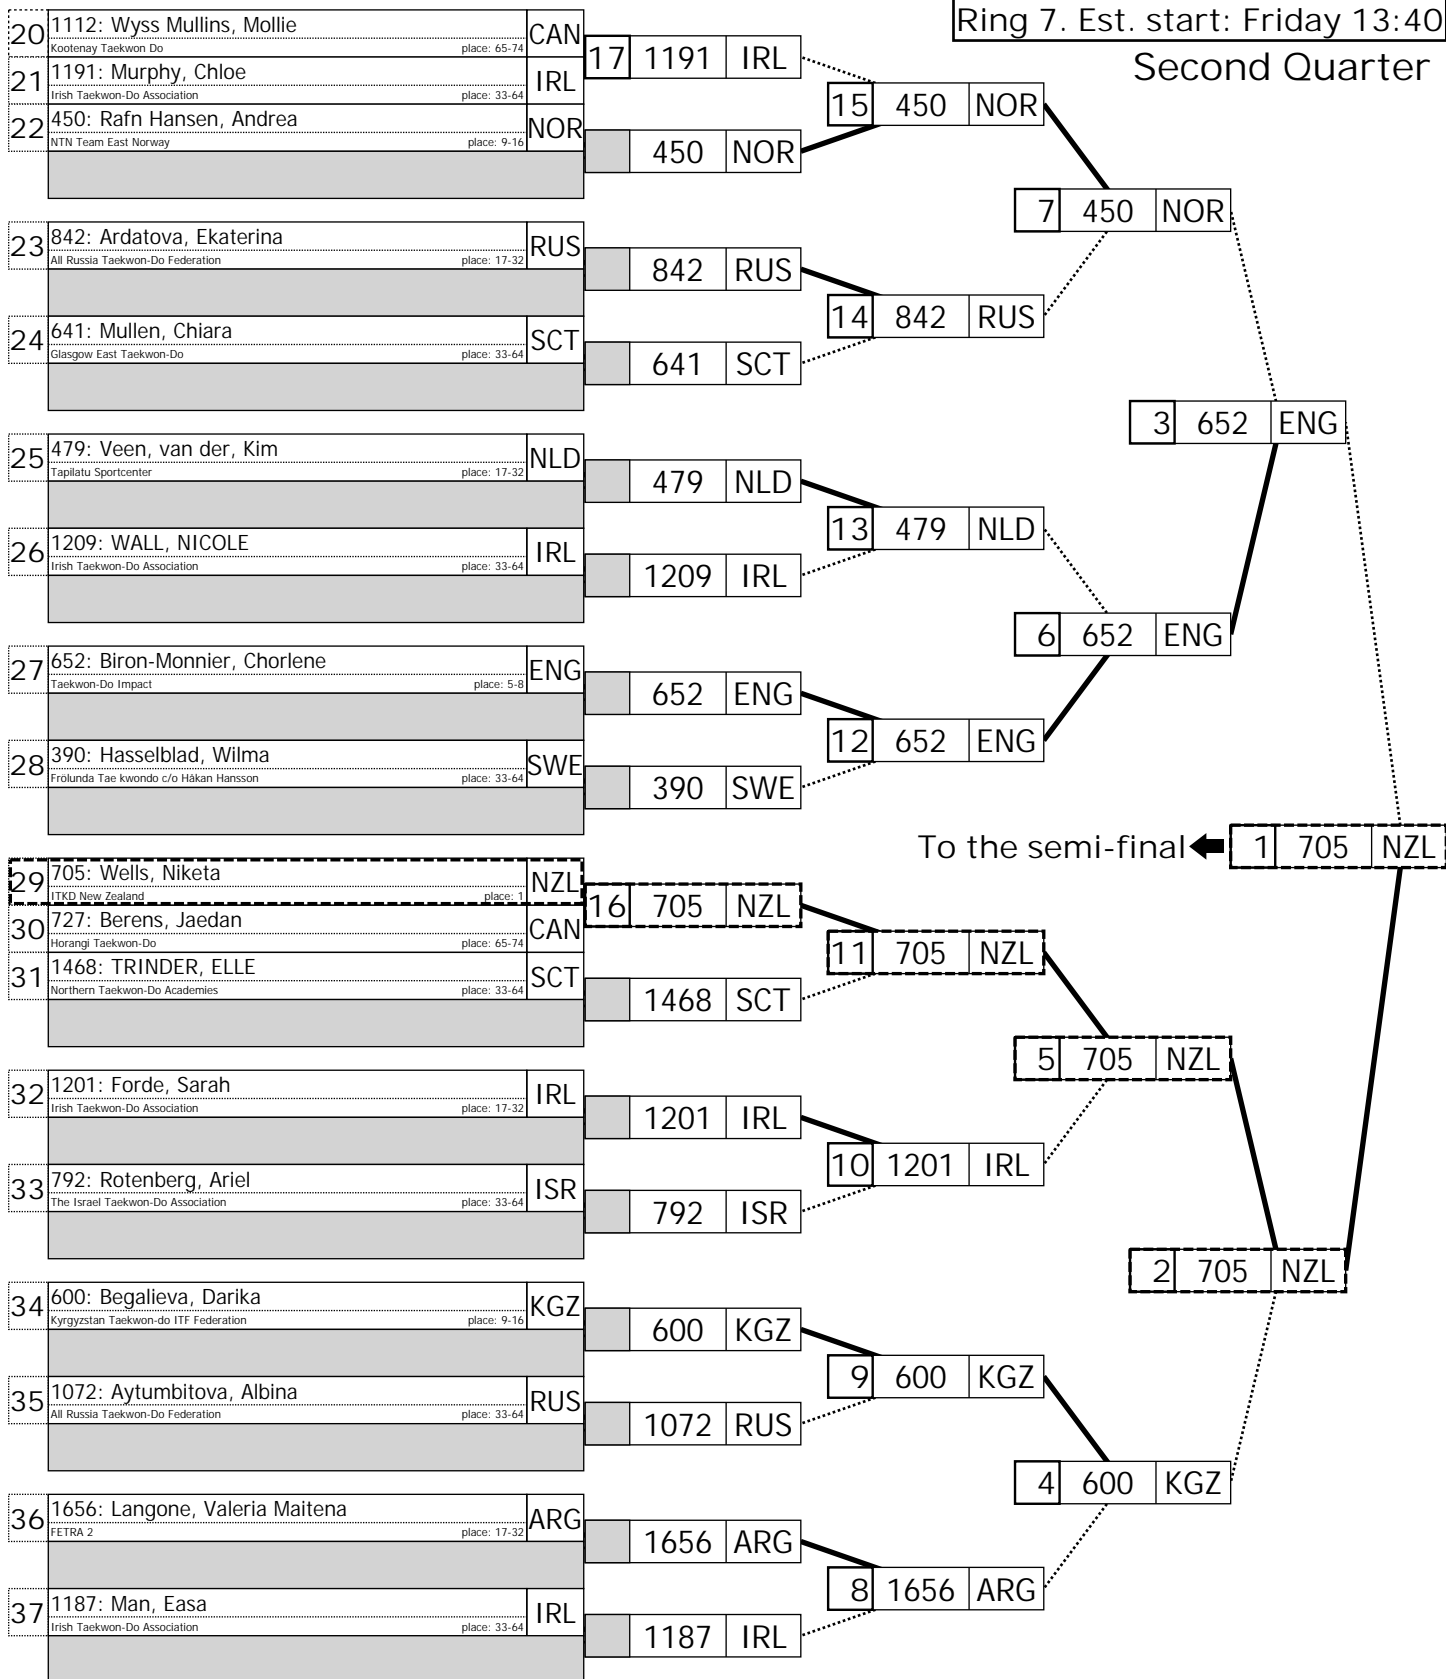 Ring 7. Est. start: Friday 13:40
Second Quarter
20 1112: Wyss Mullins, Mollie CAN
Kootenay Taekwon Do place: 65-74
21 1191: Murphy, Chloe IRL
Irish Taekwon-Do Association place: 33-64
22 450: Rafn Hansen, Andrea NOR
NTN Team East Norway place: 9-16
23 842: Ardatova, Ekaterina RUS
All Russia Taekwon-Do Federation place: 17-32
24 641: Mullen, Chiara SCT
Glasgow East Taekwon-Do place: 33-64
25 479: Veen, van der, Kim NLD
Tapilatu Sportcenter place: 17-32
26 1209: WALL, NICOLE IRL
Irish Taekwon-Do Association place: 33-64
27 652: Biron-Monnier, Chorlene ENG
Taekwon-Do Impact place: 5-8
28 390: Hasselblad, Wilma SWE
Frölunda Tae kwondo c/o Håkan Hansson place: 33-64
29 705: Wells, Niketa NZL
ITKD New Zealand place: 1
30 727: Berens, Jaedan CAN
Horangi Taekwon-Do place: 65-74
31 1468: TRINDER, ELLE SCT
Northern Taekwon-Do Academies place: 33-64
32 1201: Forde, Sarah IRL
Irish Taekwon-Do Association place: 17-32
33 792: Rotenberg, Ariel ISR
The Israel Taekwon-Do Association place: 33-64
34 600: Begalieva, Darika KGZ
Kyrgyzstan Taekwon-do ITF Federation place: 9-16
35 1072: Aytumbitova, Albina RUS
All Russia Taekwon-Do Federation place: 33-64
36 1656: Langone, Valeria Maitena ARG
FETRA 2 place: 17-32
37 1187: Man, Easa IRL
Irish Taekwon-Do Association place: 33-64
17 1191 IRL
450 NOR
842 RUS
641 SCT
479 NLD
1209 IRL
652 ENG
390 SWE
16 705 NZL
1468 SCT
1201 IRL
792 ISR
600 KGZ
1072 RUS
1656 ARG
1187 IRL
15 450 NOR
14 842 RUS
13 479 NLD
12 652 ENG
11 705 NZL
10 1201 IRL
9 600 KGZ
8 1656 ARG
7 450 NOR
6 652 ENG
5 705 NZL
4 600 KGZ
3 652 ENG
2 705 NZL
To the semi-final 1 705 NZL